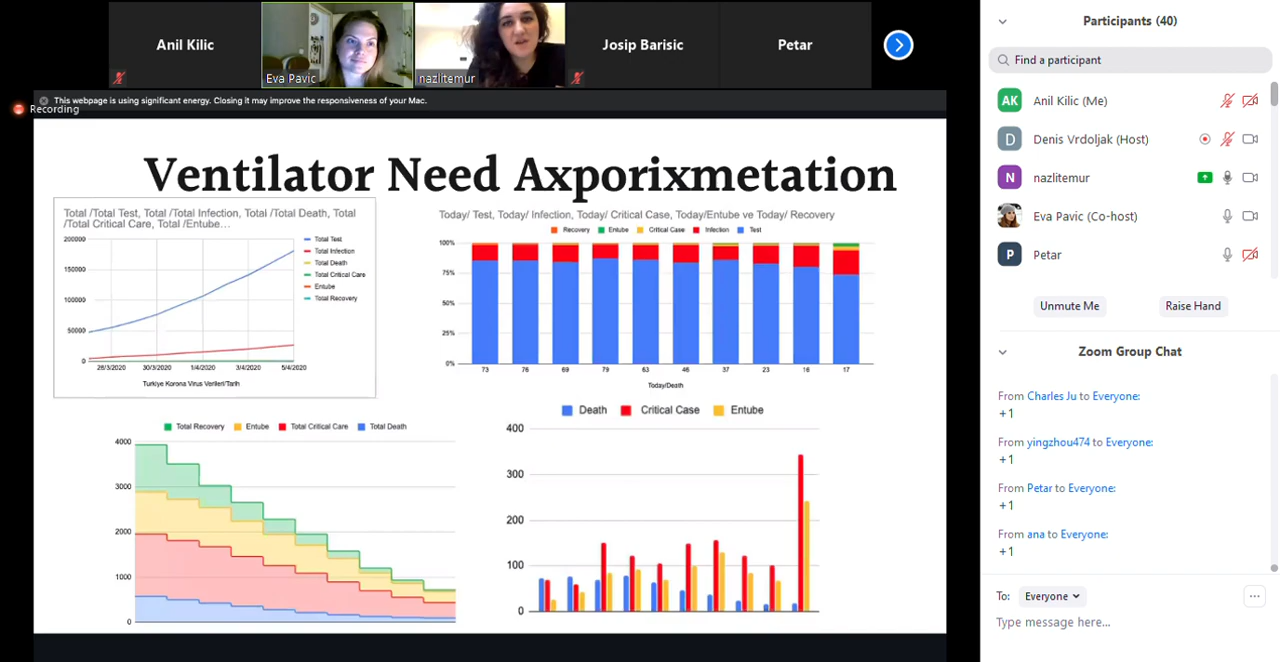 Anil Kilic
Eva Pavic
nazlitemur
Josip Barisic
Petar
This webpage is using significant energy. Closing it may improve the responsiveness of your Mac.
Recording
Ventilator Need Axporixmetation
Total /Total Test, Total /Total Infection, Total /Total Death, Total
/Total Critical Care, Total /Entube…
200000
150000
100000
50000
0
Total Test
Total Infection
Total Death
Total Critical Care
Entube
Total Recovery
28/3/2020 30/3/2020 1/4/2020 3/4/2020 5/4/2020
Turkiye Korona Virus Verileri/Tarih
Today/ Test, Today/ Infection, Today/ Critical Case, Today/Entube ve Today/ Recovery
Recovery Entube Critical Case Infection Test
100%
75%
50%
25%
0%
73 76 69 79 63 46 37 23 16 17
Today/Death
Total Recovery Entube Total Critical Care Total Death
4000
3000
2000
1000
0
Death Critical Case Entube
400
300
200
100
0
Participants (40)
Find a participant
AK Anil Kilic (Me)
D Denis Vrdoljak (Host)
N nazlitemur
Eva Pavic (Co-host)
P Petar
Unmute Me Raise Hand
Zoom Group Chat
From Charles Ju to Everyone:
+1
From yingzhou474 to Everyone:
+1
From Petar to Everyone:
+1
From ana to Everyone:
+1
To: Everyone
Type message here...